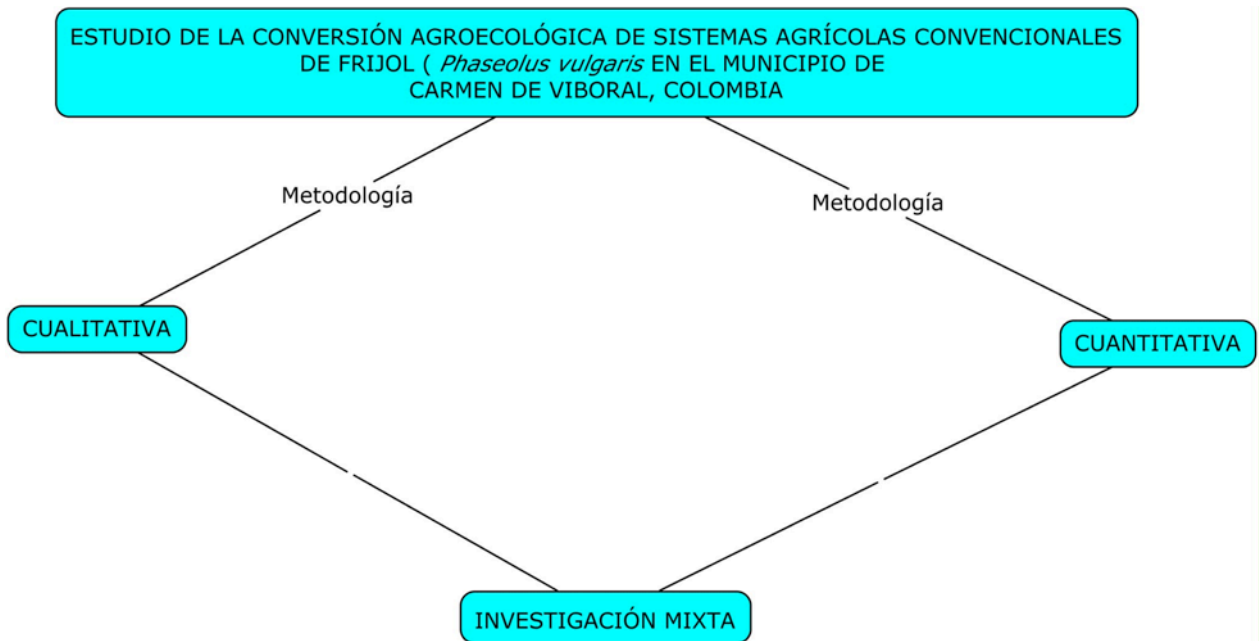 ESTUDIO DE LA CONVERSIÓN AGROECOLÓGICA DE SISTEMAS AGRÍCOLAS CONVENCIONALES
DE FRIJOL ( Phaseolus vulgaris EN EL MUNICIPIO DE
CARMEN DE VIBORAL, COLOMBIA
Metodología
Metodología
CUALITATIVA
CUANTITATIVA
INVESTIGACIÓN MIXTA